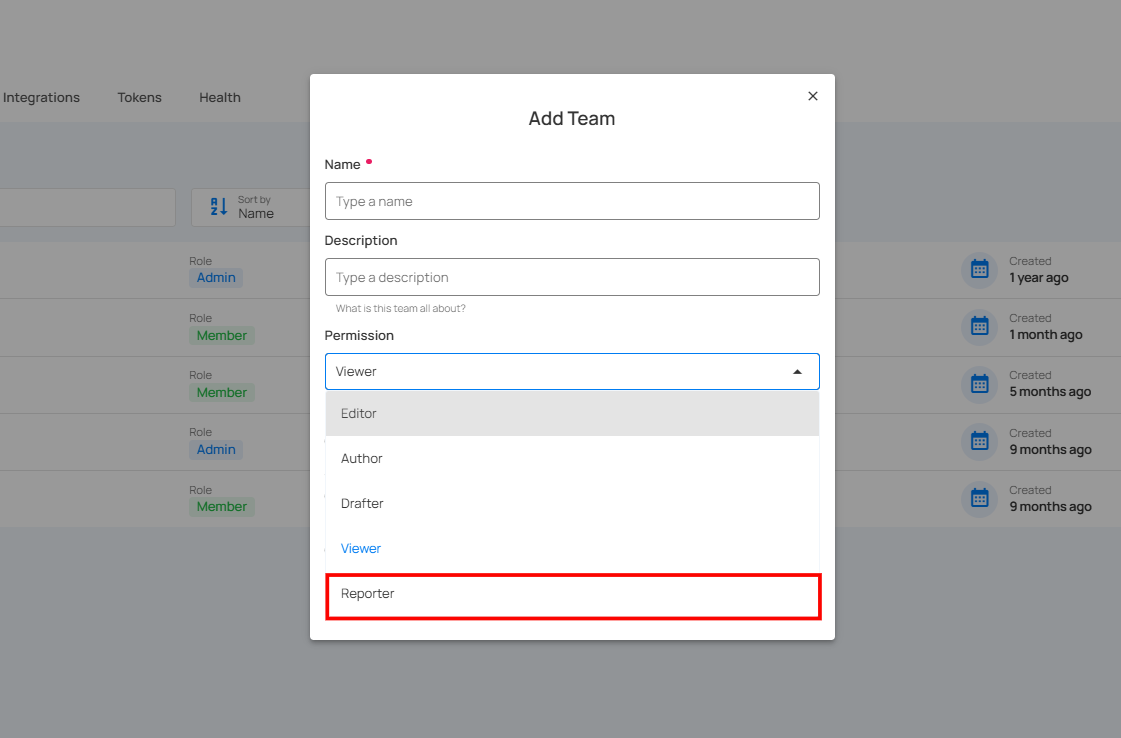 Integrations Tokens Health
Add Team
Name
Type a name
Sort by
Name
Description
Type a description
What is this team all about?
Permission
Viewer
Editor
Author
Drafter
Viewer
Reporter
Role
Admin
Created
1 year ago
Role
Member
Created
1 month ago
Role
Member
Created
5 months ago
Role
Admin
Created
9 months ago
Role
Member
Created
9 months ago